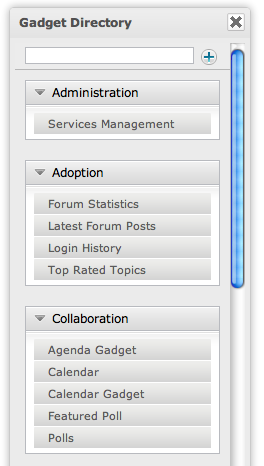 Gadget Directory
Administration
Services Management
Adoption
Forum Statistics
Latest Forum Posts
Login History
Top Rated Topics
Collaboration
Agenda Gadget
Calendar
Calendar Gadget
Featured Poll
Polls